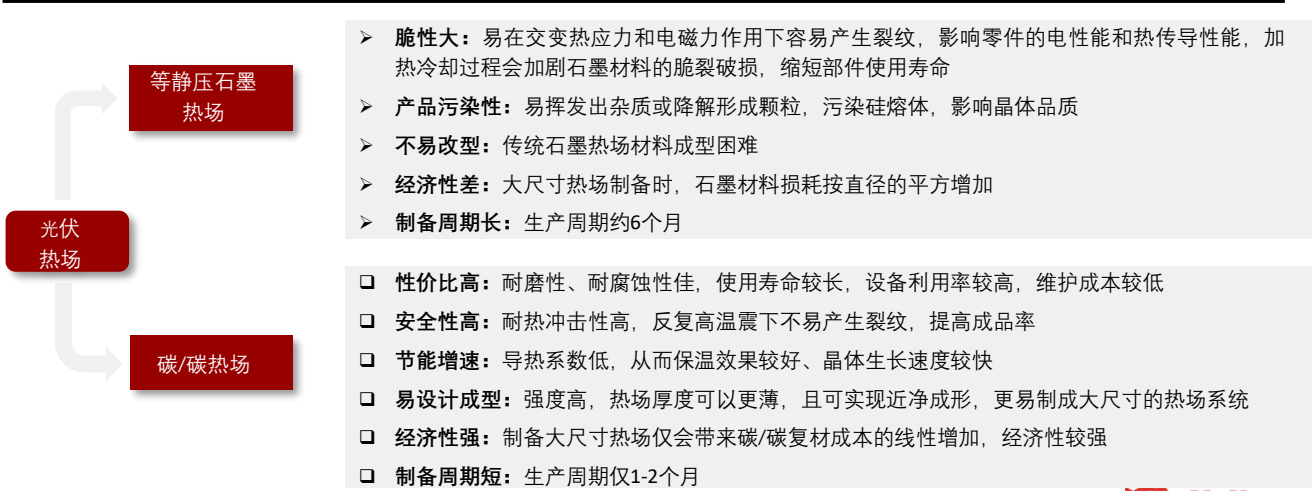 脆性大：易在交变热应力和电磁力作用下容易产生裂纹，影响零件的电性能和热传导性能，加
热冷却过程会加剧石墨材料的脆裂破损，缩短部件使用寿命
等静压石墨
热场
产品污染性：易挥发出杂质或降解形成颗粒，污染硅熔体，影响晶体品质
不易改型：传统石墨热场材料成型困难
经济性差：大尺寸热场制备时，石墨材料损耗按直径的平方增加
制备周期长：生产周期约6个月
光伏
热场
性价比高：耐磨性、耐腐蚀性佳，使用寿命较长，设备利用率较高，维护成本较低
安全性高：耐热冲击性高，反复高温震下不易产生裂纹，提高成品率
节能增速：导热系数低，从而保温效果较好、晶体生长速度较快
碳/碳热场
易设计成型：强度高，热场厚度可以更薄，且可实现近净成形，更易制成大尺寸的热场系统
经济性强：制备大尺寸热场仅会带来碳/碳复材成本的线性增加，经济性较强
制备周期短：生产周期仅1-2个月